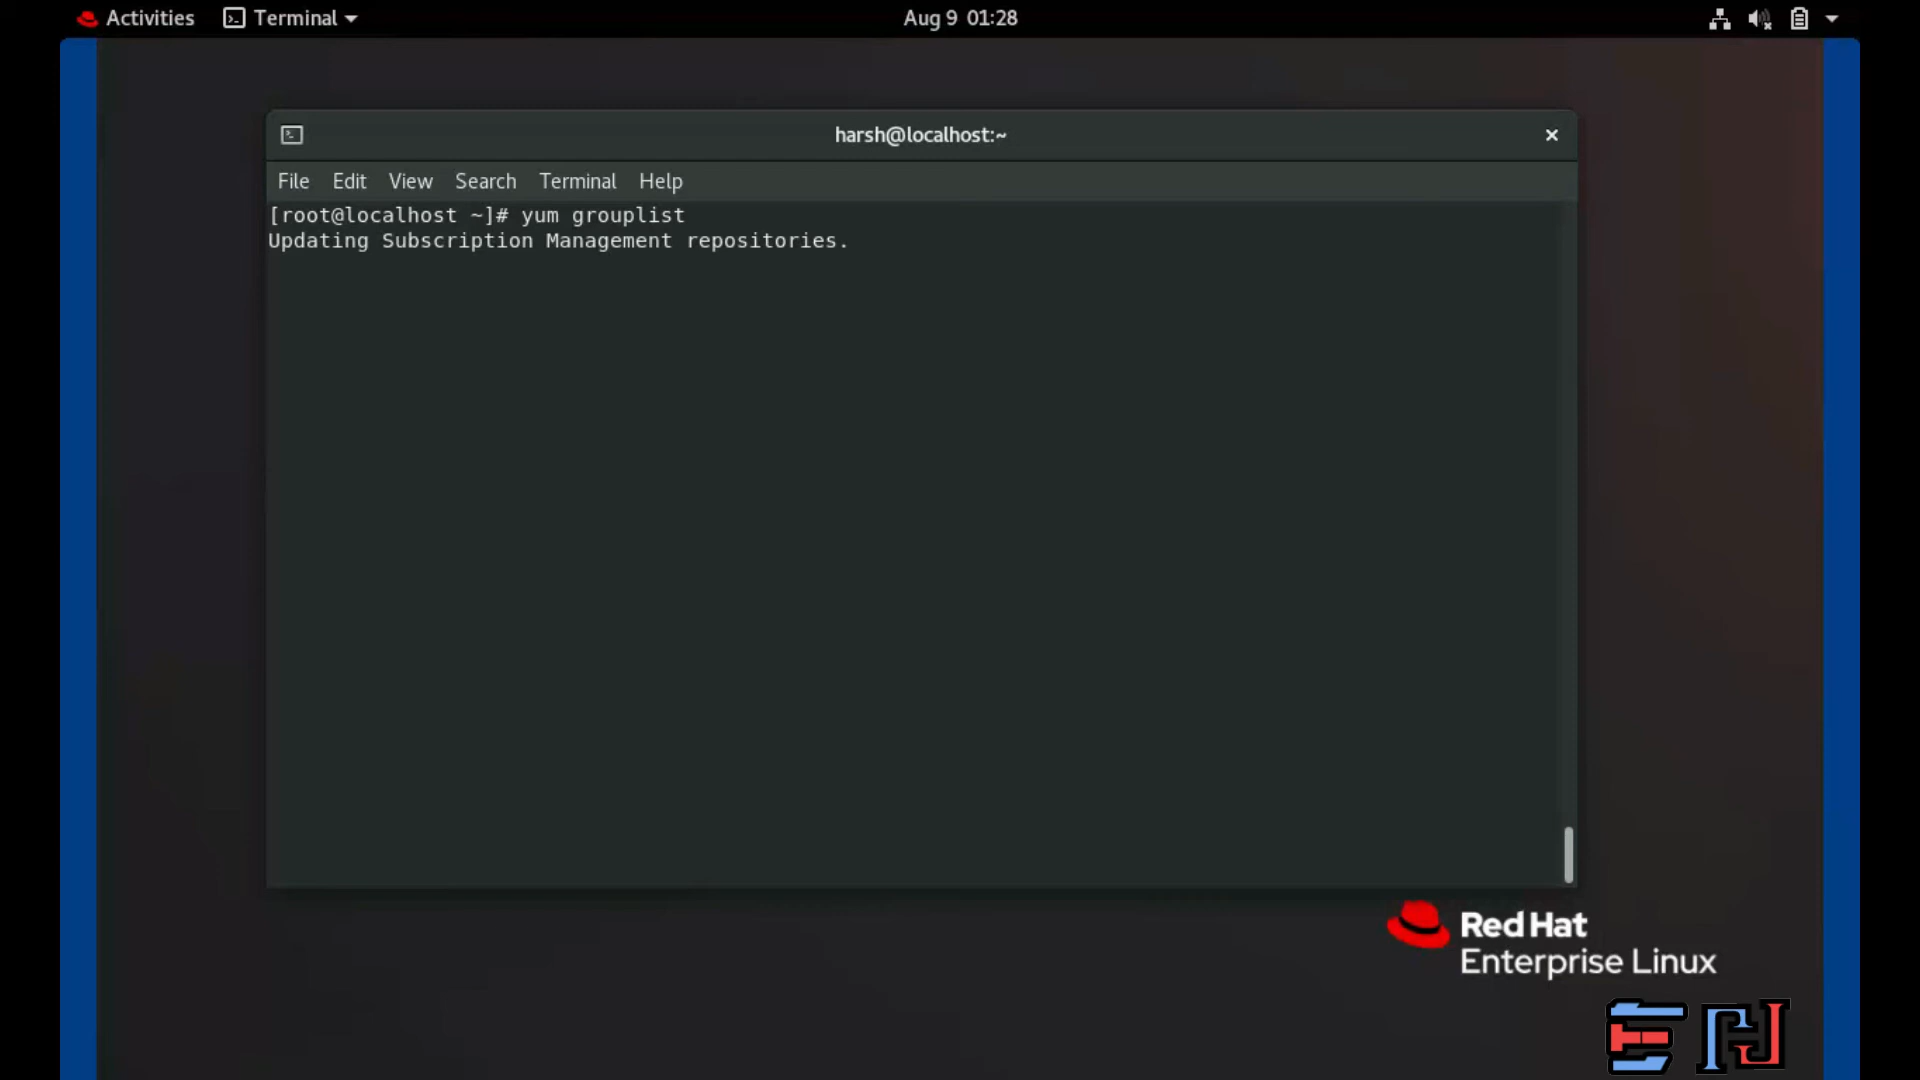 Activities Terminal Aug 9 01:28
harsh@localhost:~
File Edit View Search Terminal Help
[root@localhost ~]# yum grouplist
Updating Subscription Management repositories.
Red Hat
Enterprise Linux